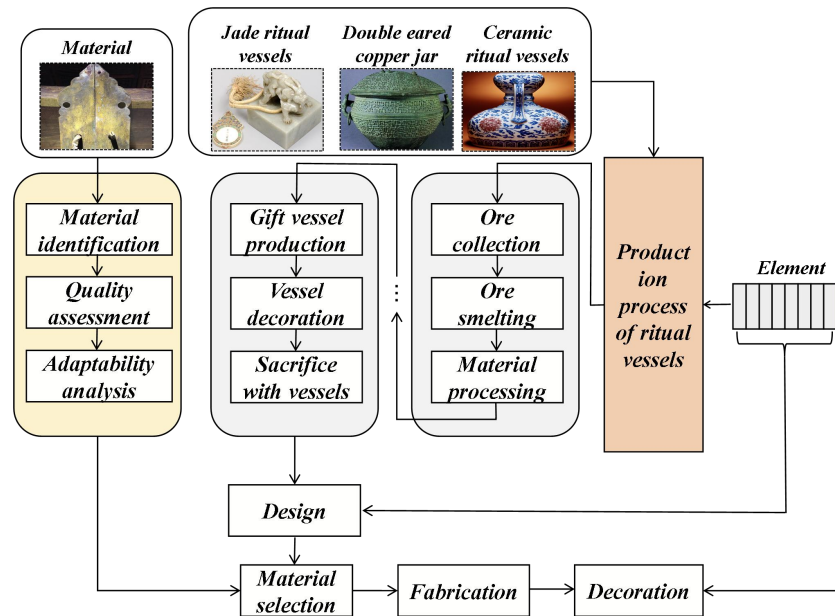 Material
Jade ritual
vessels
Double eared
copper jar
Ceramic
ritual vessels
Material
identification
Quality
assessment
Adaptability
analysis
Gift vessel
production
Vessel
decoration
Sacrifice
with vessels
...
Ore
collection
Ore
smelting
Material
processing
Product
ion
process
of ritual
vessels
Element
Design
Material
selection
Fabrication
Decoration